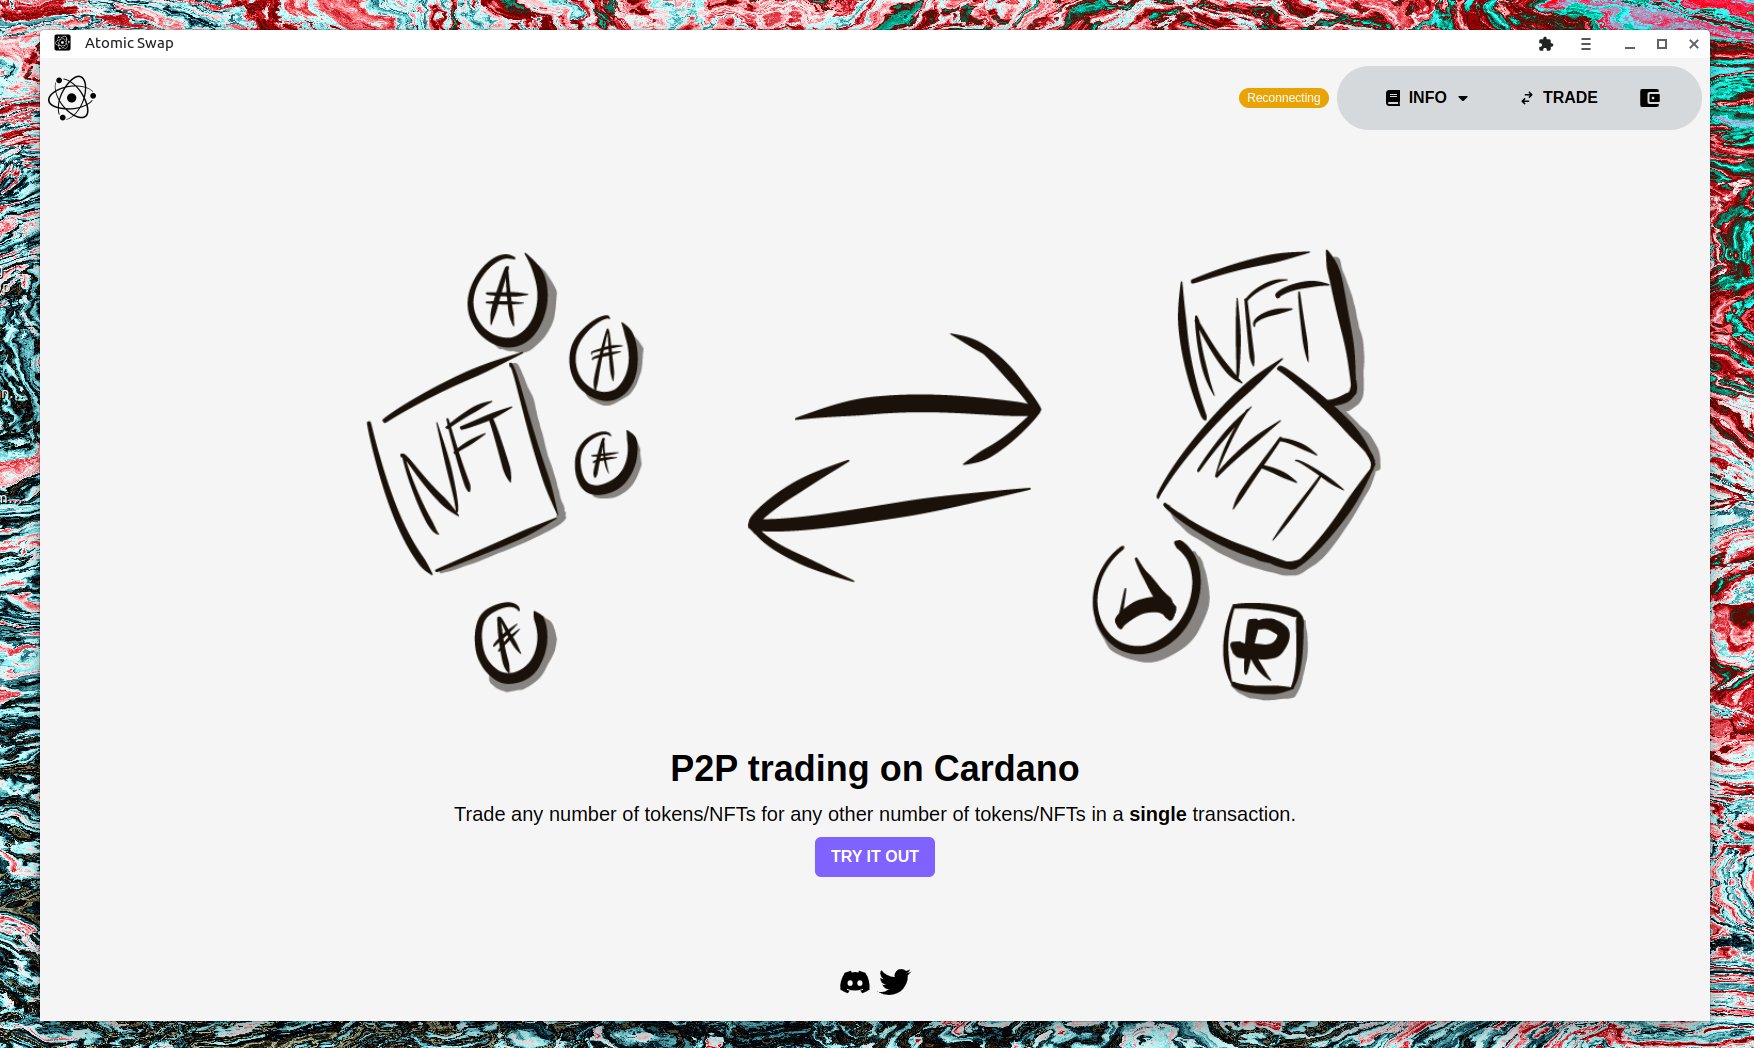 Atomic Swap
Reconnecting
INFO
TRADE
NFT
NFT
NFT
P2P trading on Cardano
Trade any number of tokens/NFTs for any other number of tokens/NFTs in a single transaction.
TRY IT OUT